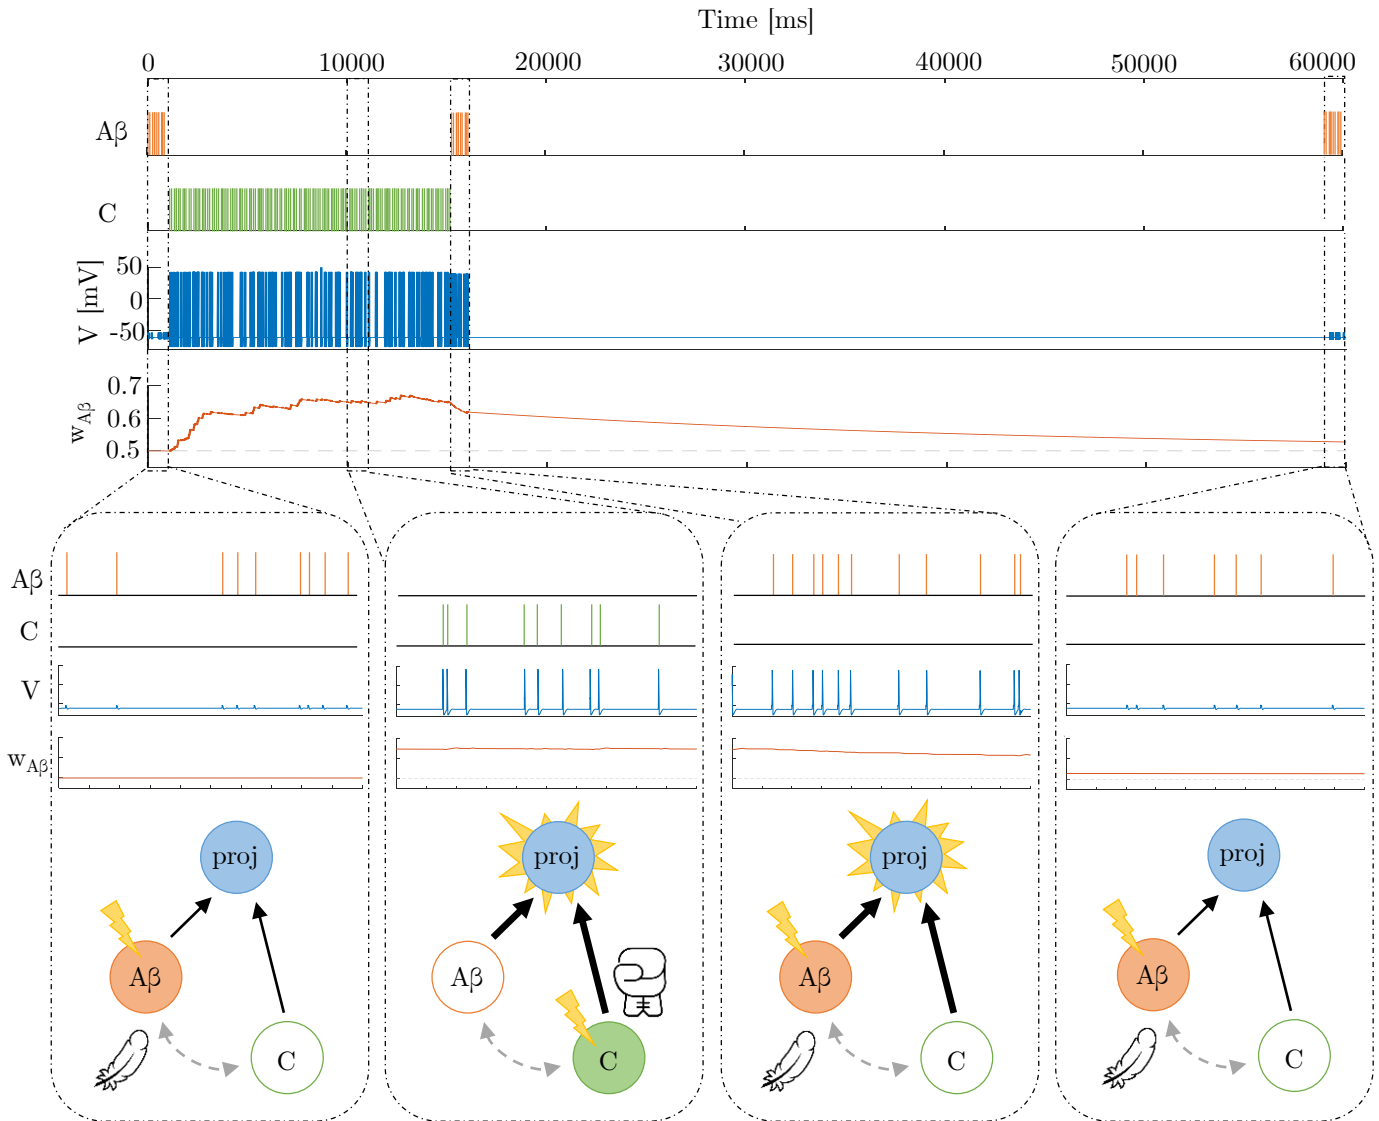 Time [ms]
0 10000 20000 30000 40000 50000 60000
Aβ
C
V [mV]
50
0
-50
wAβ
0.7
0.6
0.5
Aβ
C
V
wAβ
proj proj proj proj
Aβ Aβ Aβ Aβ
C C C C